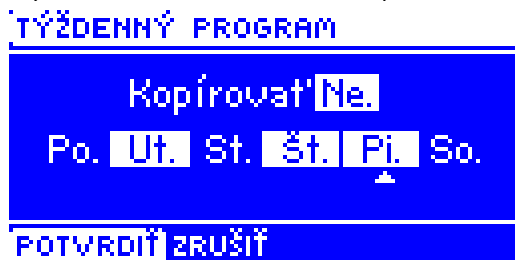 TÝŽDENNÝ PROGRAM
Kopírovať Ne.
Po. Ut. St. Št. Pi. So.
POTVRDIŤ ZRUŠIŤ